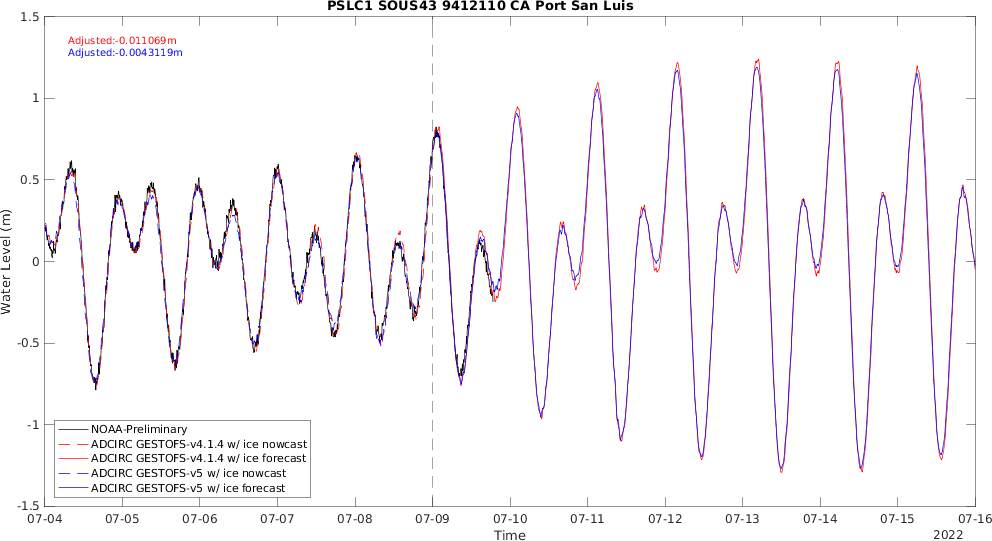 PSLC1 SOUS43 9412110 CA Port San Luis
Adjusted:-0.011069m
Adjusted:-0.0043119m
1.5
1
0.5
0
-0.5
-1
-1.5
Water Level (m)
NOAA-Preliminary
ADCIRC GESTOFS-v4.1.4 w/ ice nowcast
ADCIRC GESTOFS-v4.1.4 w/ ice forecast
ADCIRC GESTOFS-v5 w/ ice nowcast
ADCIRC GESTOFS-v5 w/ ice forecast
07-04 07-05 07-06 07-07 07-08 07-09 07-10 07-11 07-12 07-13 07-14 07-15 07-16
Time
2022